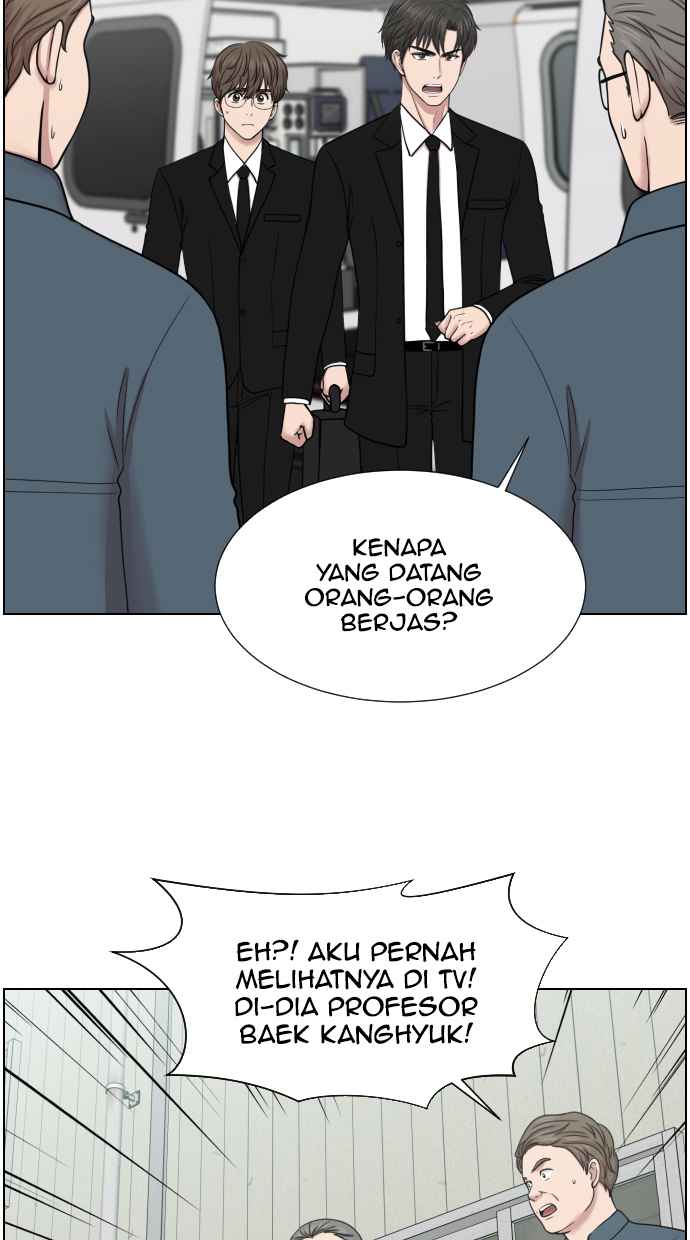 KENAPA
YANG DATANG
ORANG-ORANG
BERJAS?
EH?! AKU PERNAH
MELIHATNYA DI TV!
DI-DIA PROFESOR
BAEK KANGHYUK!